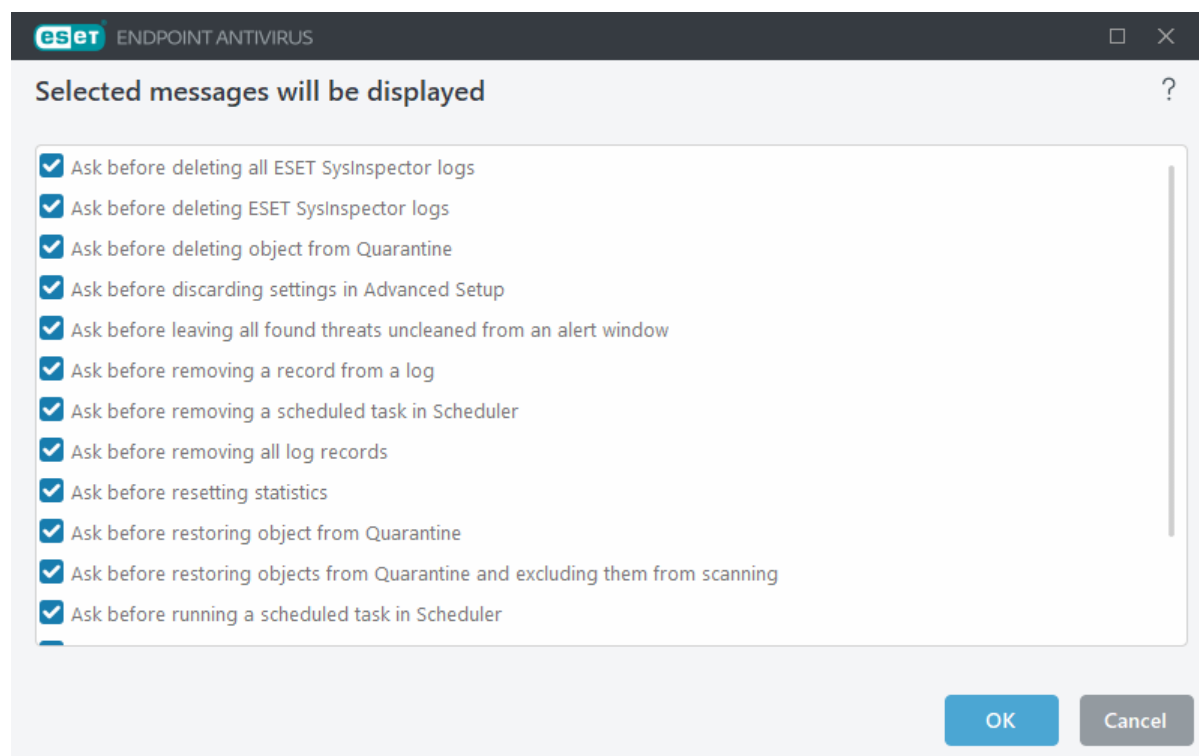 eset ENDPOINT ANTIVIRUS
Selected messages will be displayed
?
Ask before deleting all ESET SysInspector logs
Ask before deleting ESET SysInspector logs
Ask before deleting object from Quarantine
Ask before discarding settings in Advanced Setup
Ask before leaving all found threats uncleaned from an alert window
Ask before removing a record from a log
Ask before removing a scheduled task in Scheduler
Ask before removing all log records
Ask before resetting statistics
Ask before restoring object from Quarantine
Ask before restoring objects from Quarantine and excluding them from scanning
Ask before running a scheduled task in Scheduler
OK Cancel